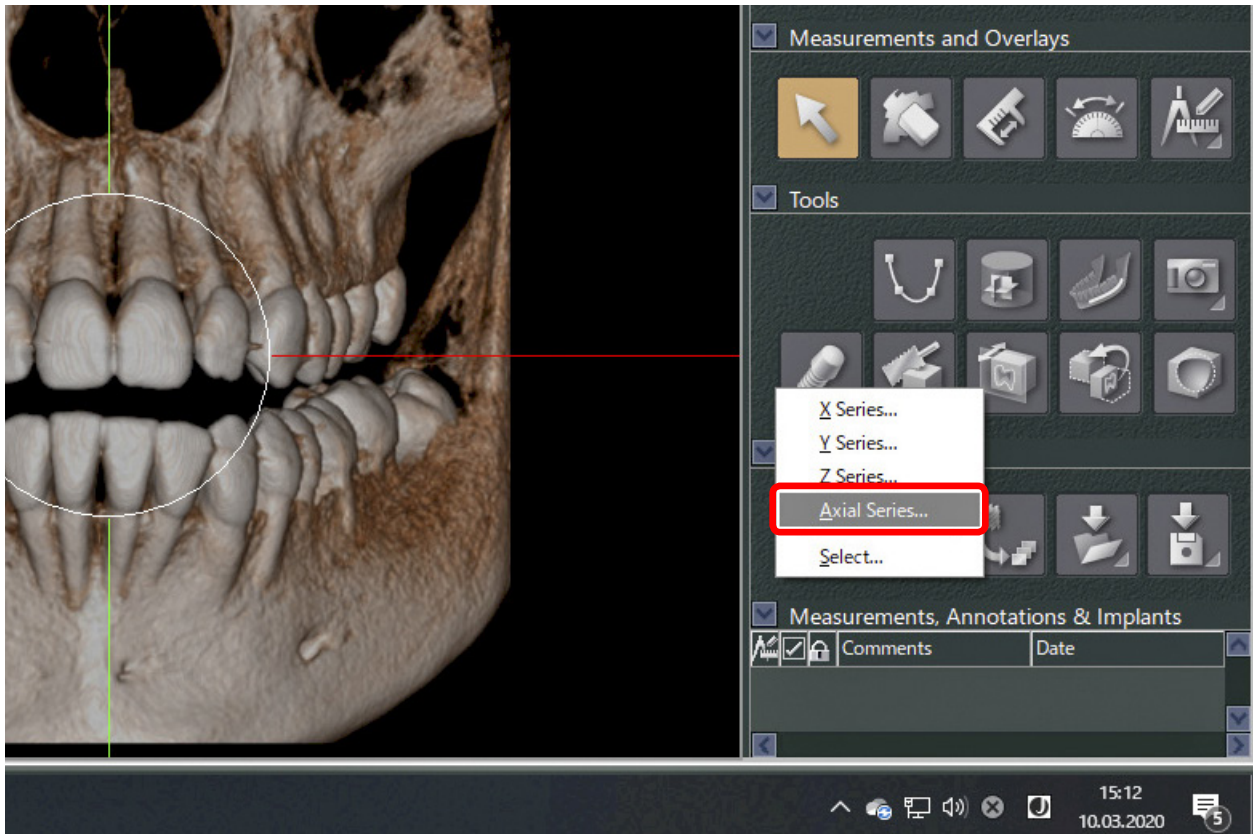 Measurements and Overlays
Tools
X Series...
Y Series...
Z Series...
Axial Series...
Select...
Measurements, Annotations & Implants
Comments Date
15:12
10.03.2020
5